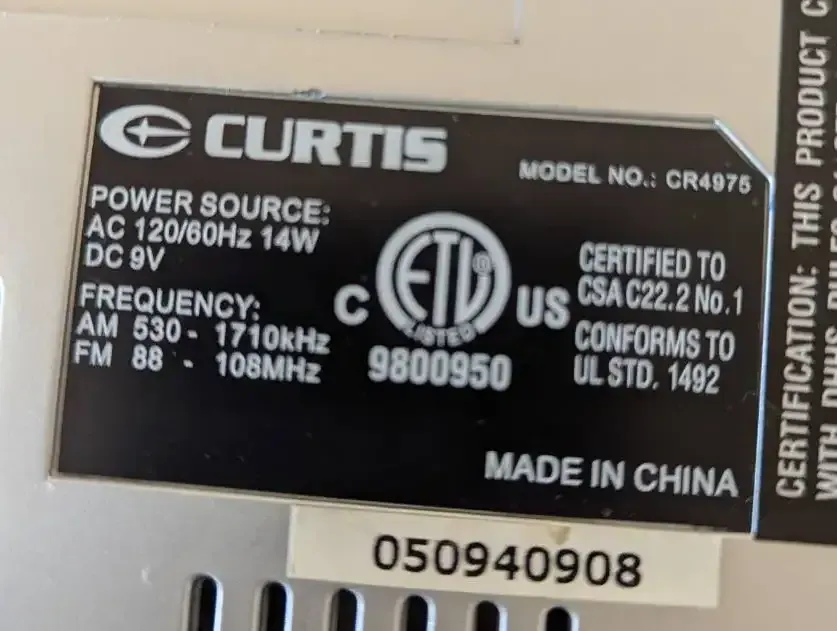 CURTIS
MODEL NO.: CR4975
POWER SOURCE:
AC 120/60Hz 14W
DC 9V
FREQUENCY:
AM 530 - 1710kHz
FM 88 - 108MHz
C ETL® US
LISTED
9800950
CERTIFIED TO
CSA C22.2 No.1
CONFORMS TO
UL STD. 1492
MADE IN CHINA
050940908
CERTIFICATION: THIS PRODUCT C
WITH DHHS